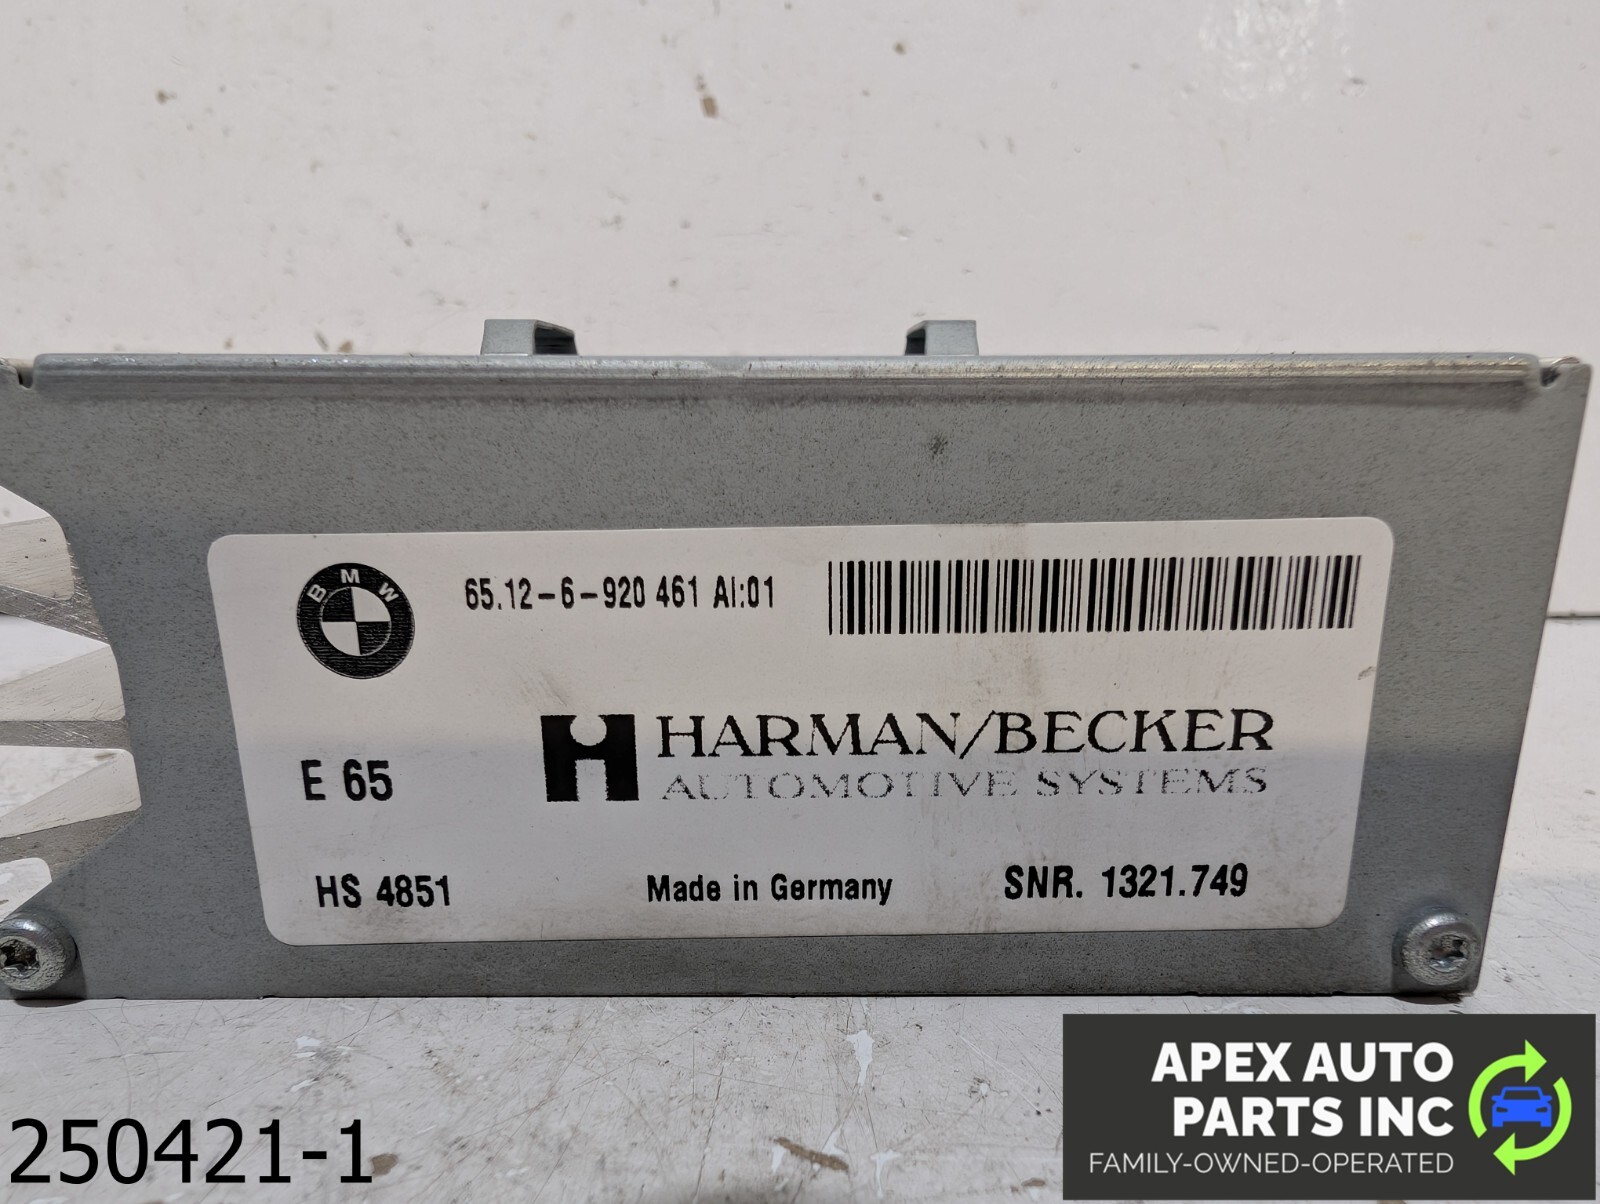 BMW
65.12-6-920 461 AI:01
HARMAN/BECKER
AUTOMOTIVE SYSTEMS
E 65
HS 4851
Made in Germany
SNR. 1321.749
APEX AUTO
PARTS INC
FAMILY-OWNED-OPERATED
250421-1